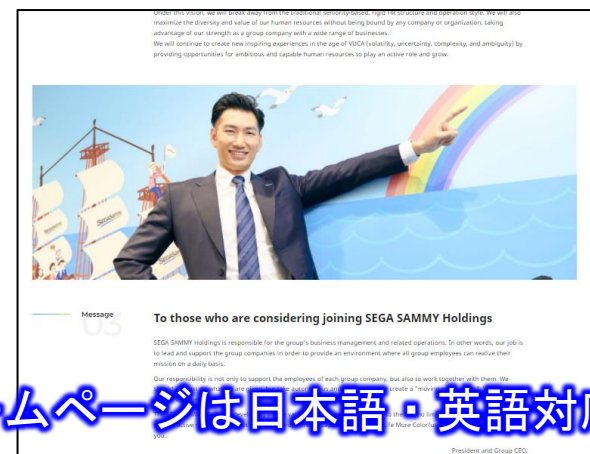 Under this vision, we will break away from the traditional seniority-based, rigid HR structure and operation style. We will also
maximize the diversity and value of our human resources without being bound by any company or organization, taking
advantage of our strength as a group company with a wide range of businesses.
We will continue to create new inspiring experiences in the age of VUCA (volatility, uncertainty, complexity, and ambiguity) by
providing opportunities for ambitious and capable human resources to play an active role and grow.
Message
03
To those who are considering joining SEGA SAMMY Holdings
SEGA SAMMY Holdings is responsible for the group's business management and related operations. In other words, our job is
to lead and support the group companies in order to provide an environment where all group employees can realize their
mission on a daily basis.
Our responsibility is not only to support the employees of each group company, but also to work together with them. We
create a "movin
ームページは日本語・英語対応
ife More Colorful
you.
President and Group CEO,